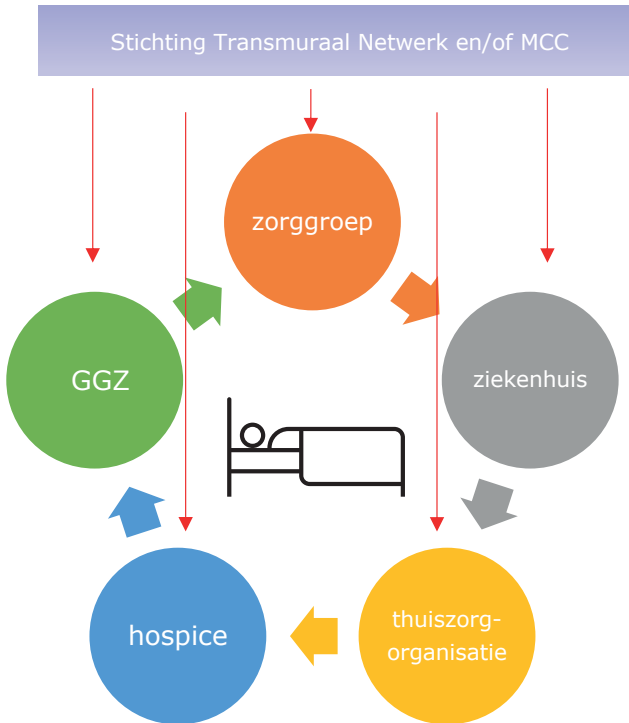 Stichting Transmuraal Netwerk en/of MCC
zorggroep
GGZ
ziekenhuis
hospice
thuiszorg-
organisatie